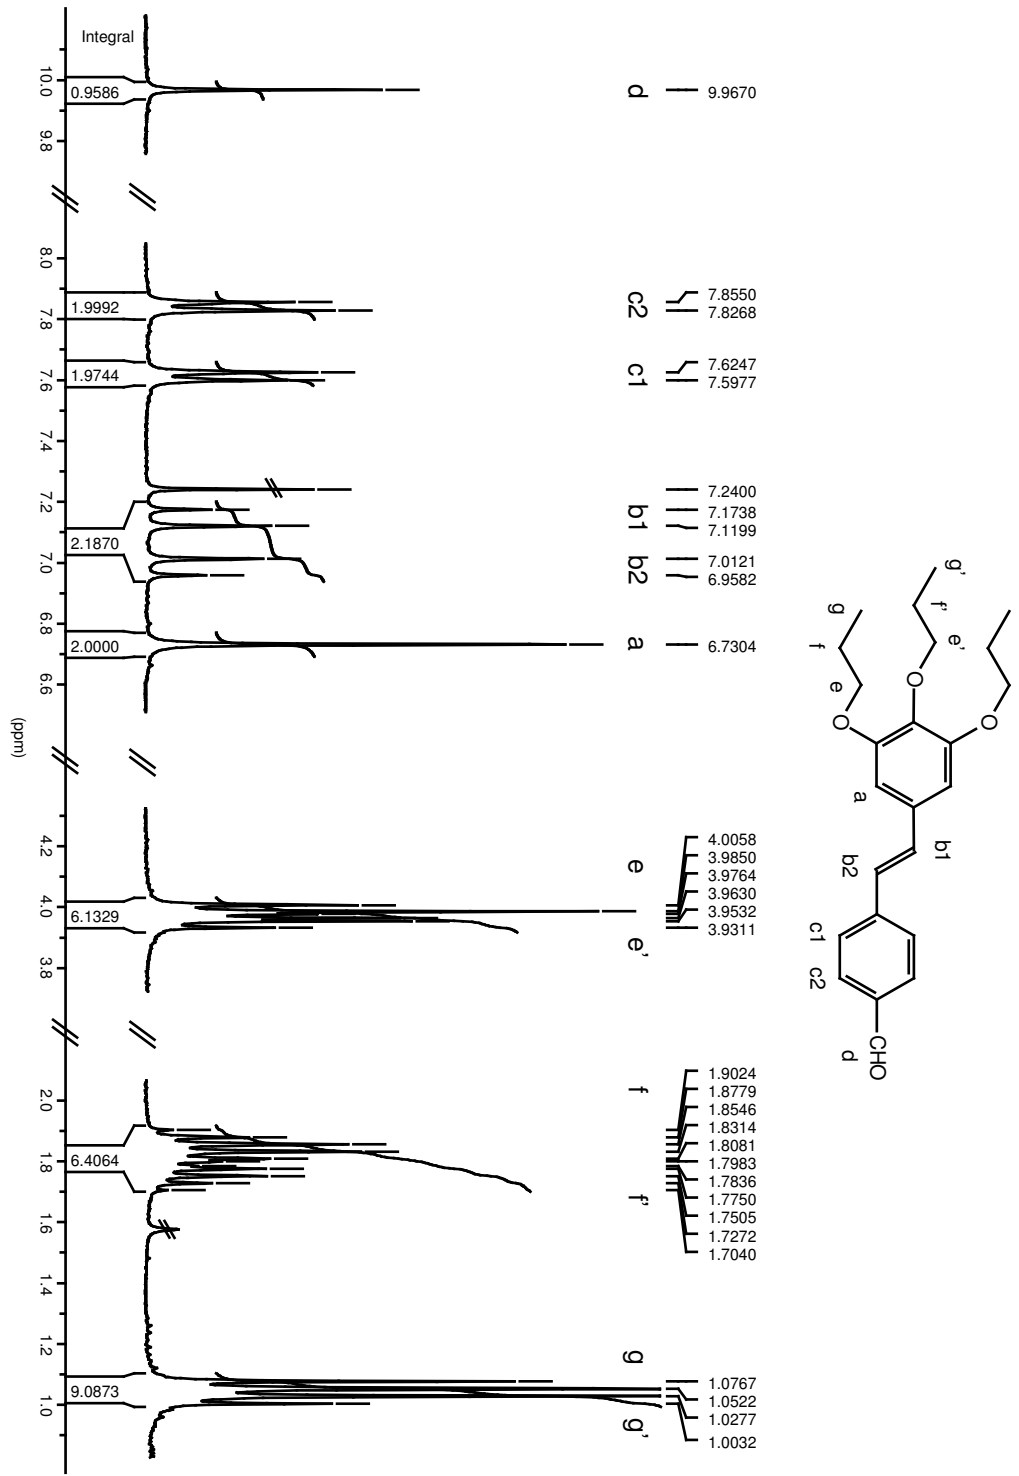 Integral
0.9586
1.9992
1.9744
2.1870
2.0000
6.1329
6.4064
9.0873
10.0
9.8
8.0
7.8
7.6
7.4
7.2
7.0
6.8
6.6
4.2
4.0
3.8
2.0
1.8
1.6
1.4
1.2
1.0
(ppm)
d
c2
c1
b1
b2
a
e
e'
f
f'
g
g'
9.9670
7.8550
7.8268
7.6247
7.5977
7.2400
7.1738
7.1199
7.0121
6.9582
6.7304
4.0058
3.9850
3.9764
3.9630
3.9532
3.9311
1.9024
1.8779
1.8546
1.8314
1.8081
1.7983
1.7836
1.7750
1.7505
1.7272
1.7040
1.0767
1.0522
1.0277
1.0032
g'
f'
e'
g
f
e
O
O
O
a
b1
b2
c1
c2
CHO
d